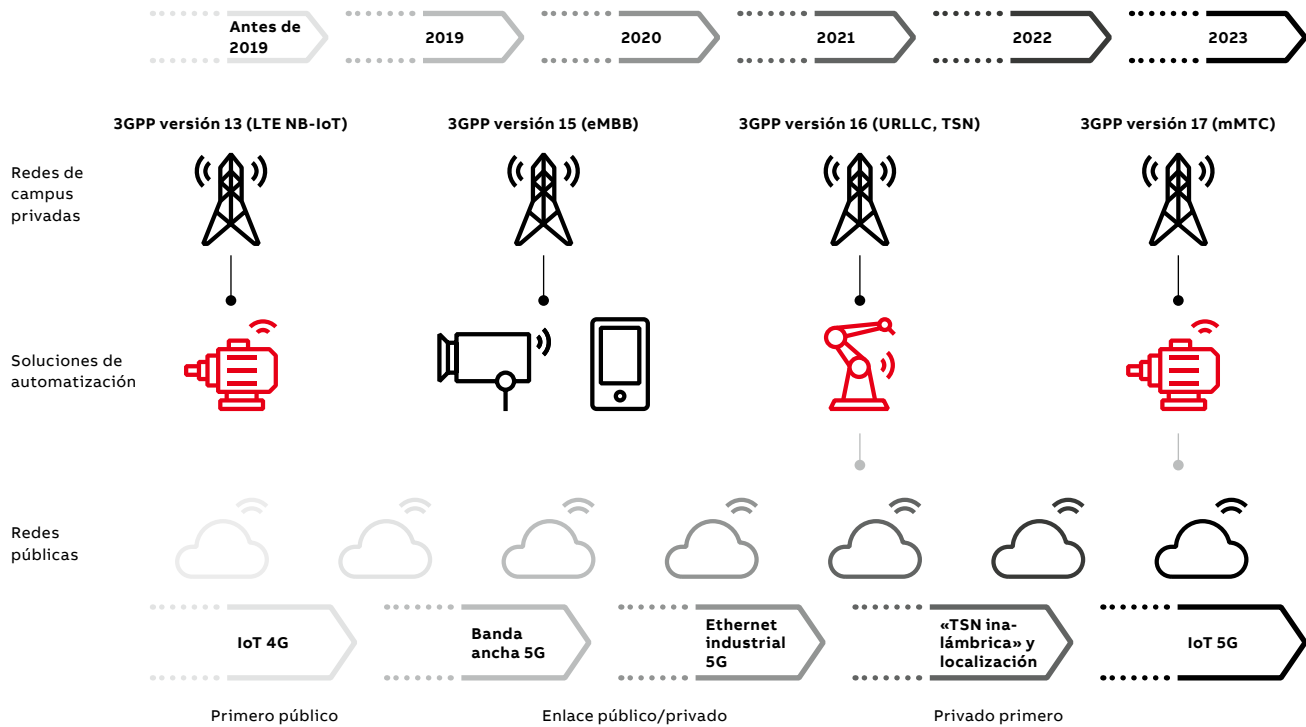 Antes de
2019
2019
2020
2021
2022
2023
3GPP versión 13 (LTE NB-IoT)
3GPP versión 15 (eMBB)
3GPP versión 16 (URLLC, TSN)
3GPP versión 17 (mMTC)
Redes de
campus
privadas
Soluciones de
automatización
Redes
públicas
IoT 4G
Banda
ancha 5G
Ethernet
industrial
5G
«TSN ina-
lámbrica» y
localización
IoT 5G
Primero público
Enlace público/privado
Privado primero